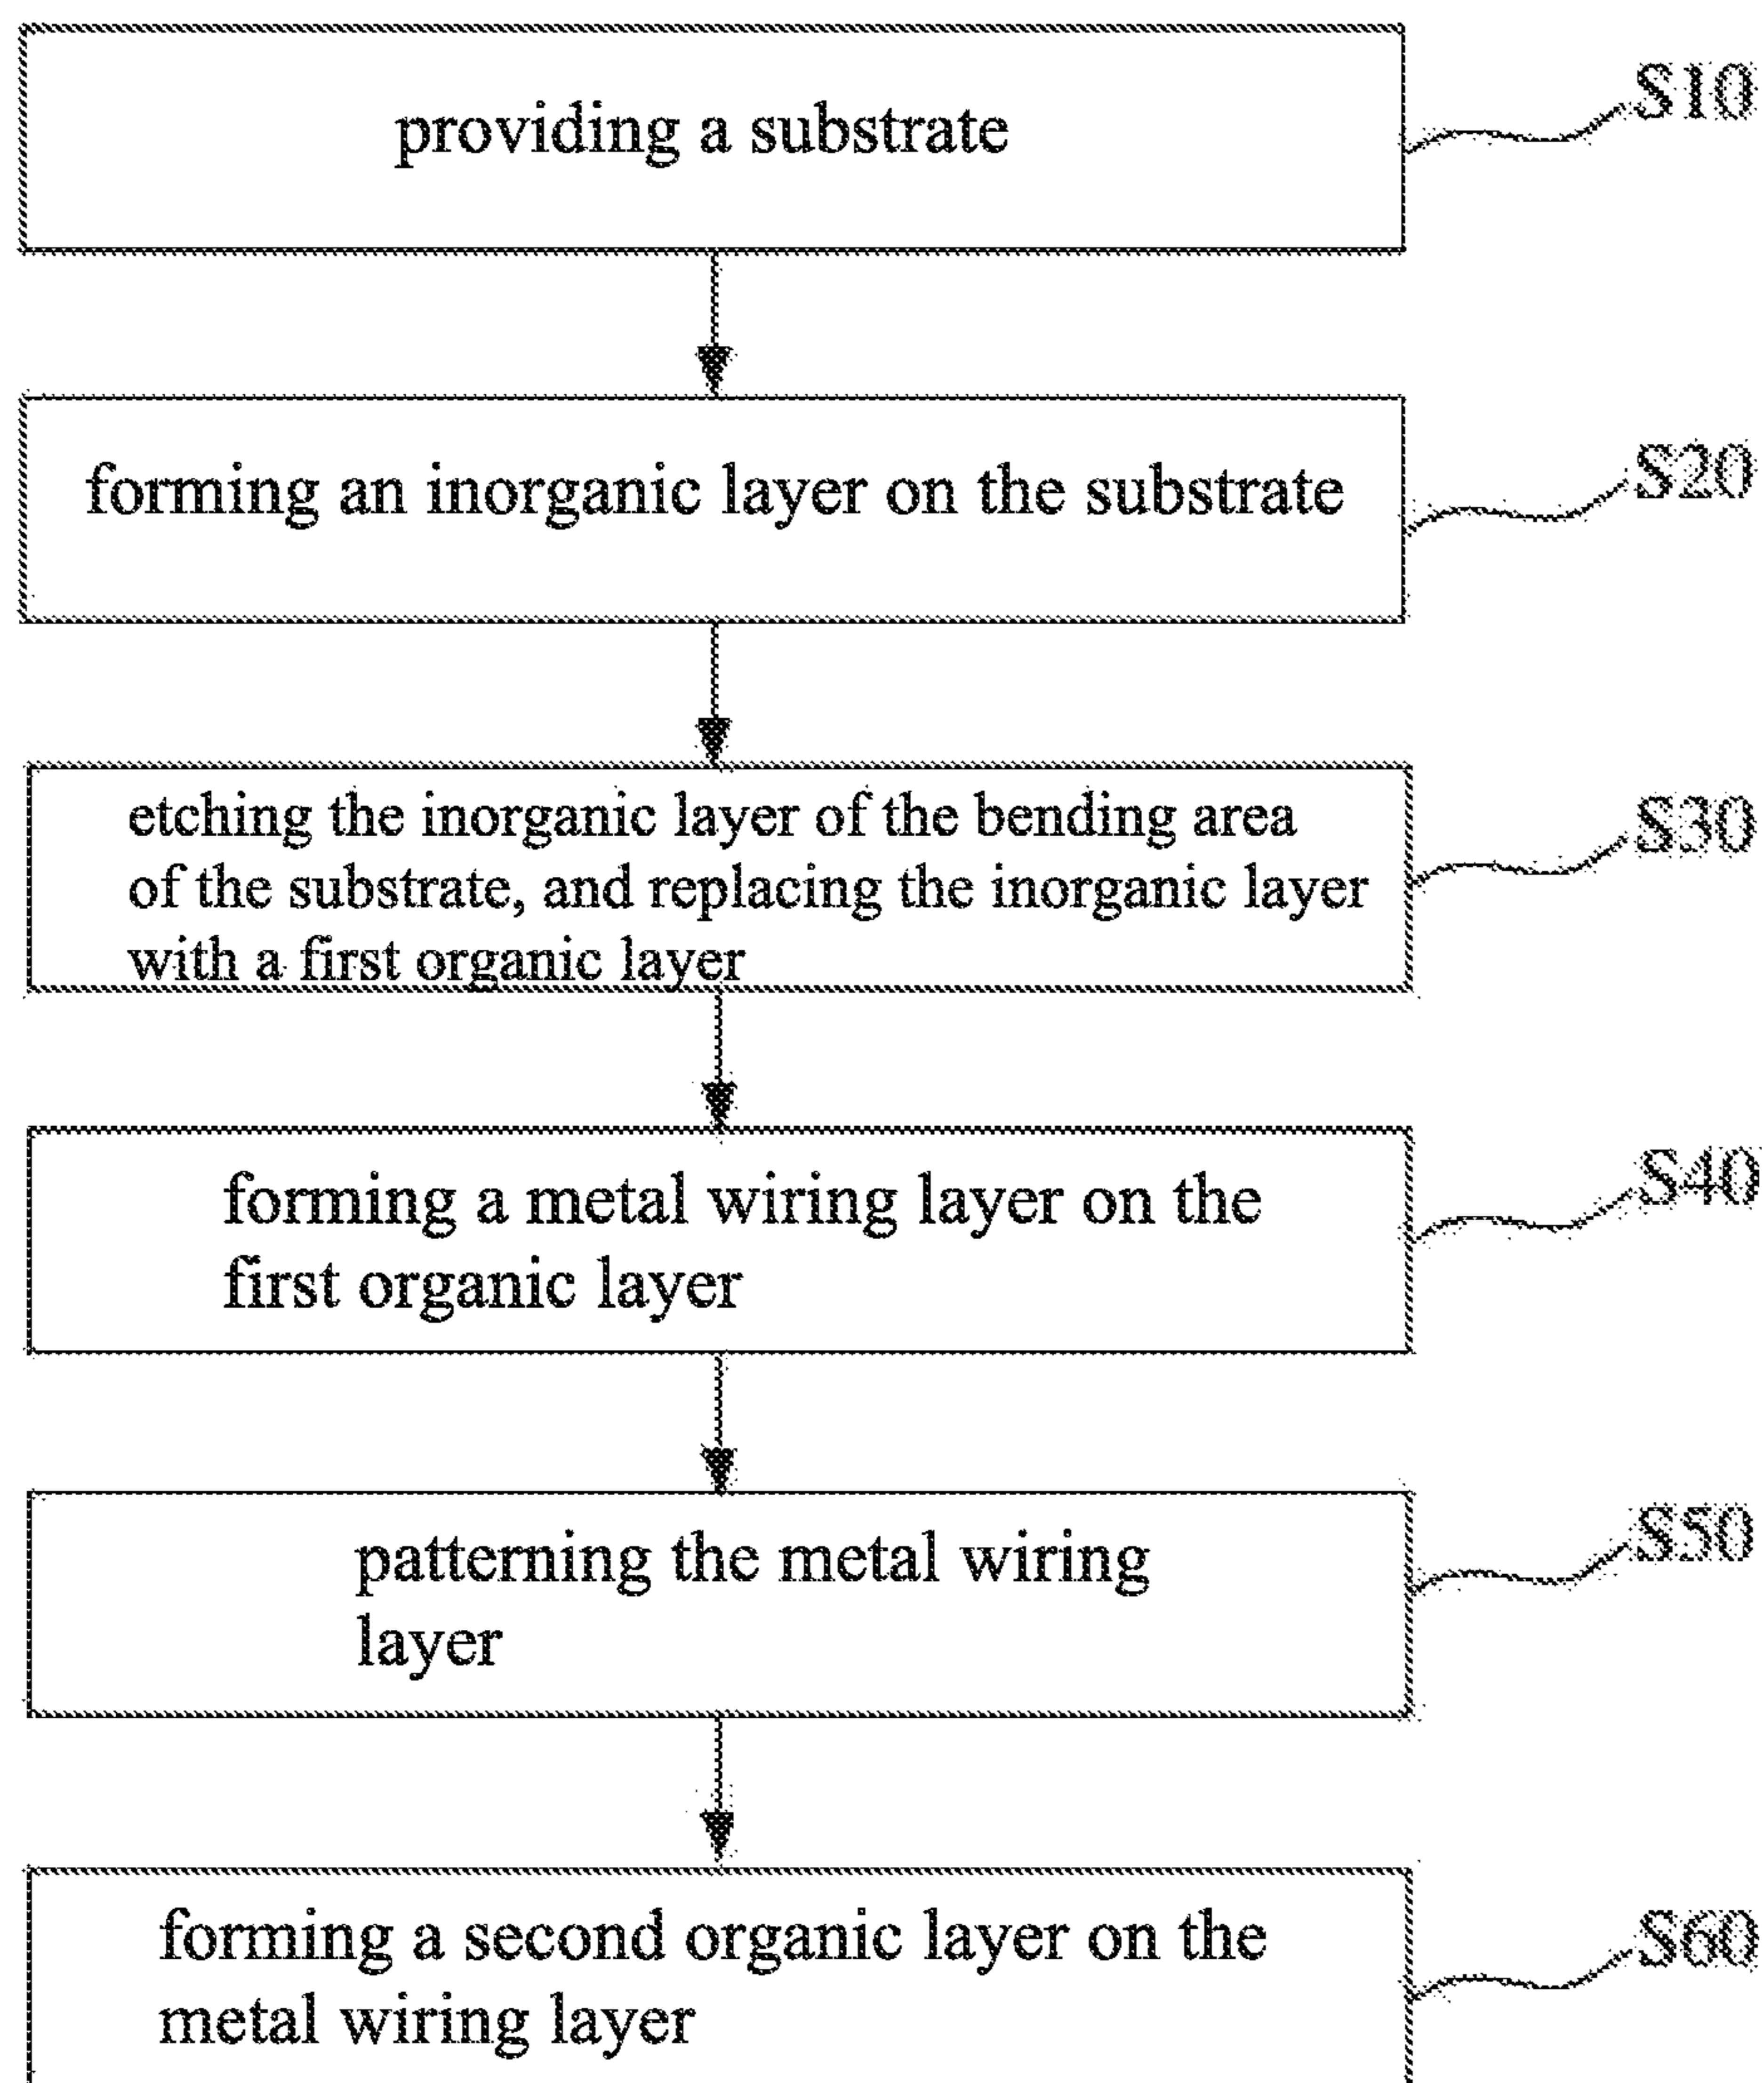 providing a substrate
S10
forming an inorganic layer on the substrate
S20
etching the inorganic layer of the bending area
of the substrate, and replacing the inorganic layer
with a first organic layer
S30
forming a metal wiring layer on the
first organic layer
S40
patterning the metal wiring
layer
S50
forming a second organic layer on the
metal wiring layer
S60